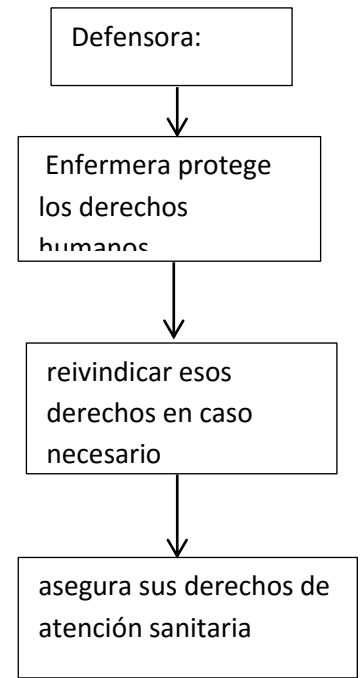 Defensora:
Enfermera protege
los derechos
humanos
reivindicar esos
derechos en caso
necesario
asegura sus derechos de
atención sanitaria